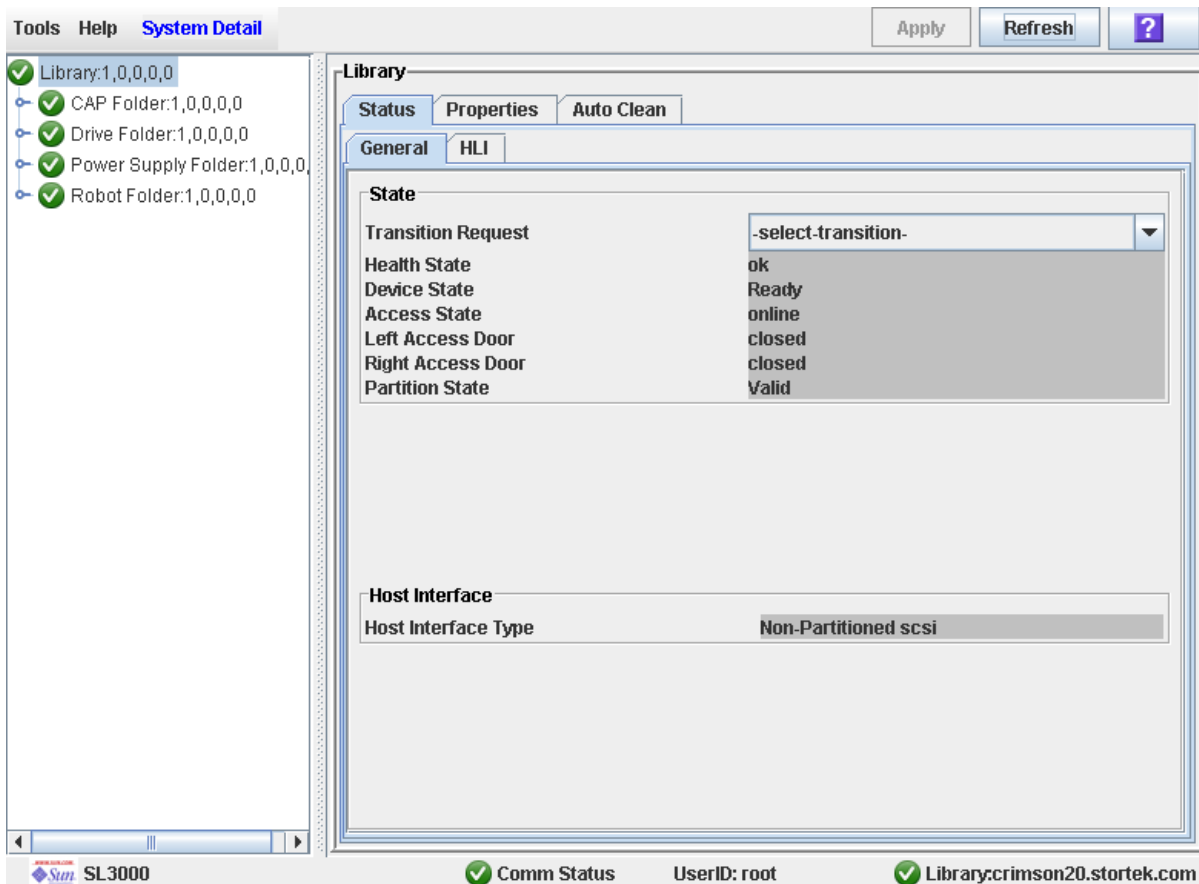 Tools Help System Detail Apply Refresh ?
Library:1,0,0,0,0
CAP Folder:1,0,0,0,0
Drive Folder:1,0,0,0,0
Power Supply Folder:1,0,0,0,
Robot Folder:1,0,0,0,0
Library
Status Properties Auto Clean
General HLI
State
Transition Request -select-transition-
Health State ok
Device State Ready
Access State online
Left Access Door closed
Right Access Door closed
Partition State Valid
Host Interface
Host Interface Type Non-Partitioned scsi
www.sun.com
Sun SL3000 Comm Status UserID: root Library:crimson20.stortek.com